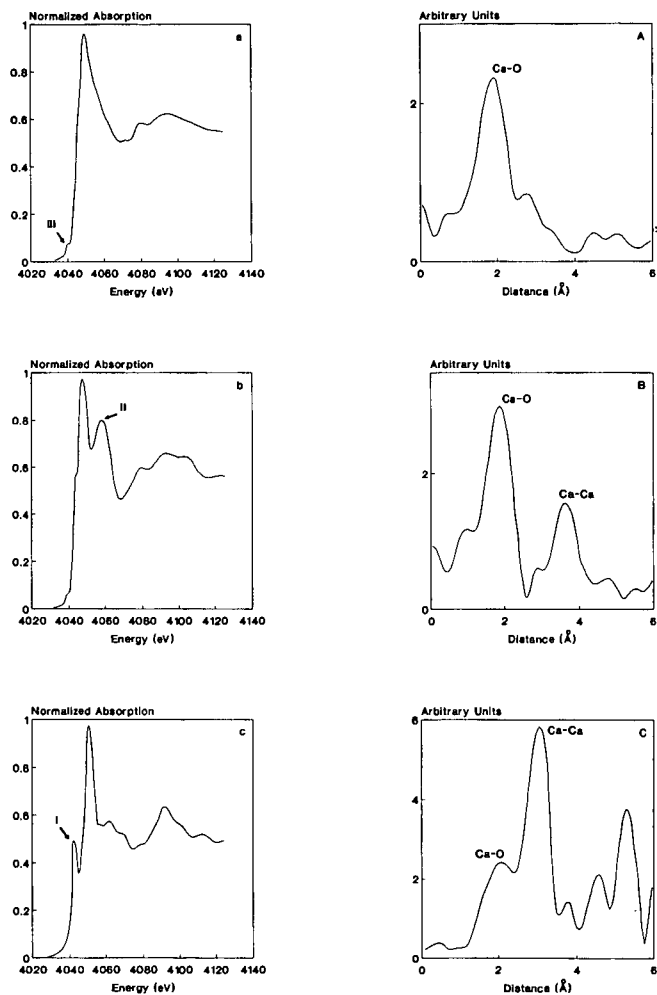 Normalized Absorption
a
1
0.8
0.6
0.4
0.2
0
III
4020 4040 4060 4080 4100 4120 4140
Energy (eV)
Arbitrary Units
A
Ca-O
2
0
0 2 4 6
Distance (Å)
Normalized Absorption
b
1
0.8
0.6
0.4
0.2
0
II
4020 4040 4060 4080 4100 4120 4140
Energy (eV)
Arbitrary Units
B
Ca-O
Ca-Ca
2
0
0 2 4 6
Distance (Å)
Normalized Absorption
c
1
0.8
0.6
0.4
0.2
0
I
4020 4040 4060 4080 4100 4120 4140
Energy (eV)
Arbitrary Units
C
Ca-Ca
Ca-O
6
4
2
0
0 2 4 6
Distance (Å)